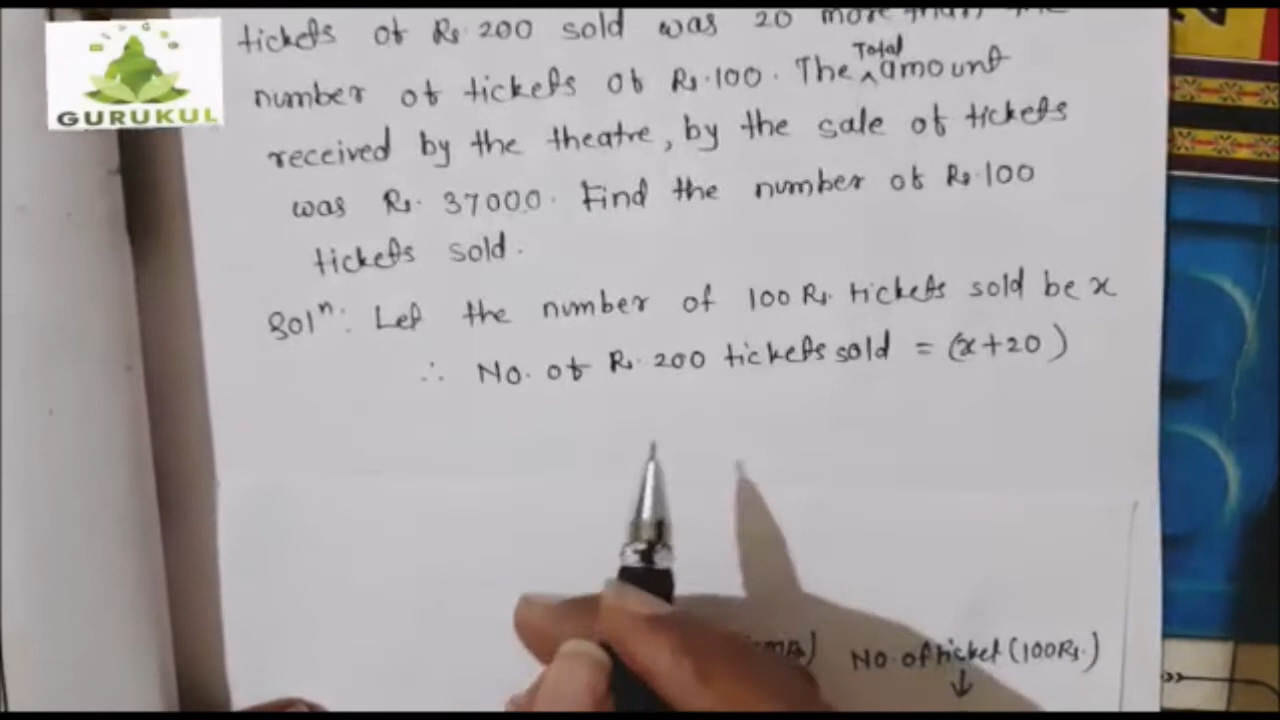 GURUKUL
tickets of Rs. 200 sold was 20 more than the
number of tickets of Rs.100. The Total amount
received by the theatre, by the sale of tickets
was Rs. 37000. Find the number of Rs.100
tickets sold.
Solⁿ: Let the number of 100 Rs. tickets sold be x
∴ No. of Rs. 200 tickets sold = (x+20)
No. of ticket (100Rs.)